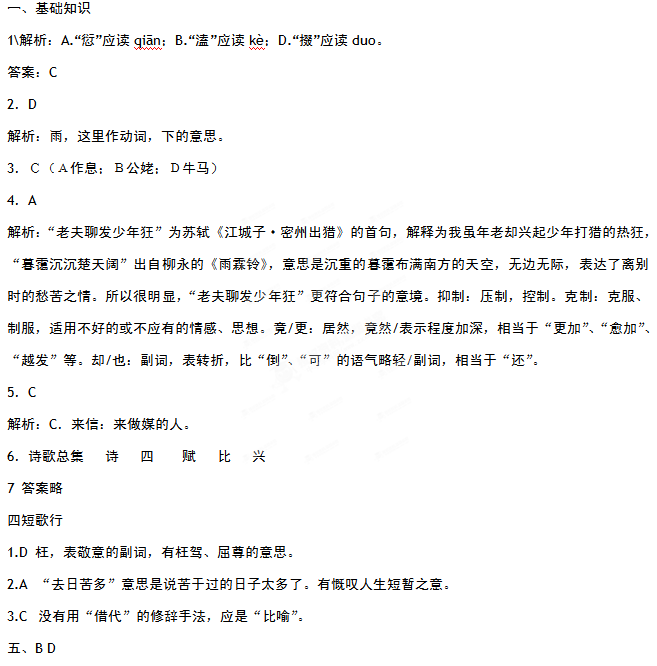 一、基础知识
1\解析：A.“愆”应读 qiān；B.“溘”应读 kè；D.“掇”应读 duo。
答案：C
2．D
解析：雨，这里作动词，下的意思。
3．Ｃ（Ａ作息；Ｂ公姥；Ｄ牛马）
4．A
解析：“老夫聊发少年狂”为苏轼《江城子·密州出猎》的首句，解释为我虽年老却兴起少年打猎的热狂，
“暮霭沉沉楚天阔”出自柳永的《雨霖铃》，意思是沉重的暮霭布满南方的天空，无边无际，表达了离别
时的愁苦之情。所以很明显，“老夫聊发少年狂”更符合句子的意境。抑制：压制，控制。克制：克服、
制服，适用不好的或不应有的情感、思想。竟/更：居然，竟然/表示程度加深，相当于“更加”、“愈加”、
“越发”等。却/也：副词，表转折，比“倒”、“可”的语气略轻/副词，相当于“还”。
5．C
解析：C．来信：来做媒的人。
6．诗歌总集 诗 四 赋 比 兴
7 答案略
四短歌行
1.D 枉，表敬意的副词，有枉驾、屈尊的意思。
2.A “去日苦多”意思是说苦于过的日子太多了。有慨叹人生短暂之意。
3.C 没有用“借代”的修辞手法，应是“比喻”。
五、B D